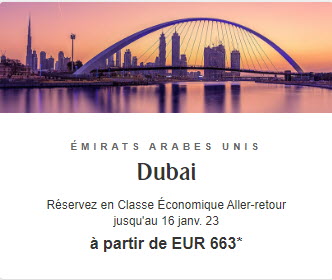 ÉMIRATS ARABES UNIS
Dubai
Réservez en Classe Économique Aller-retour
jusqu'au 16 janv. 23
à partir de EUR 663*